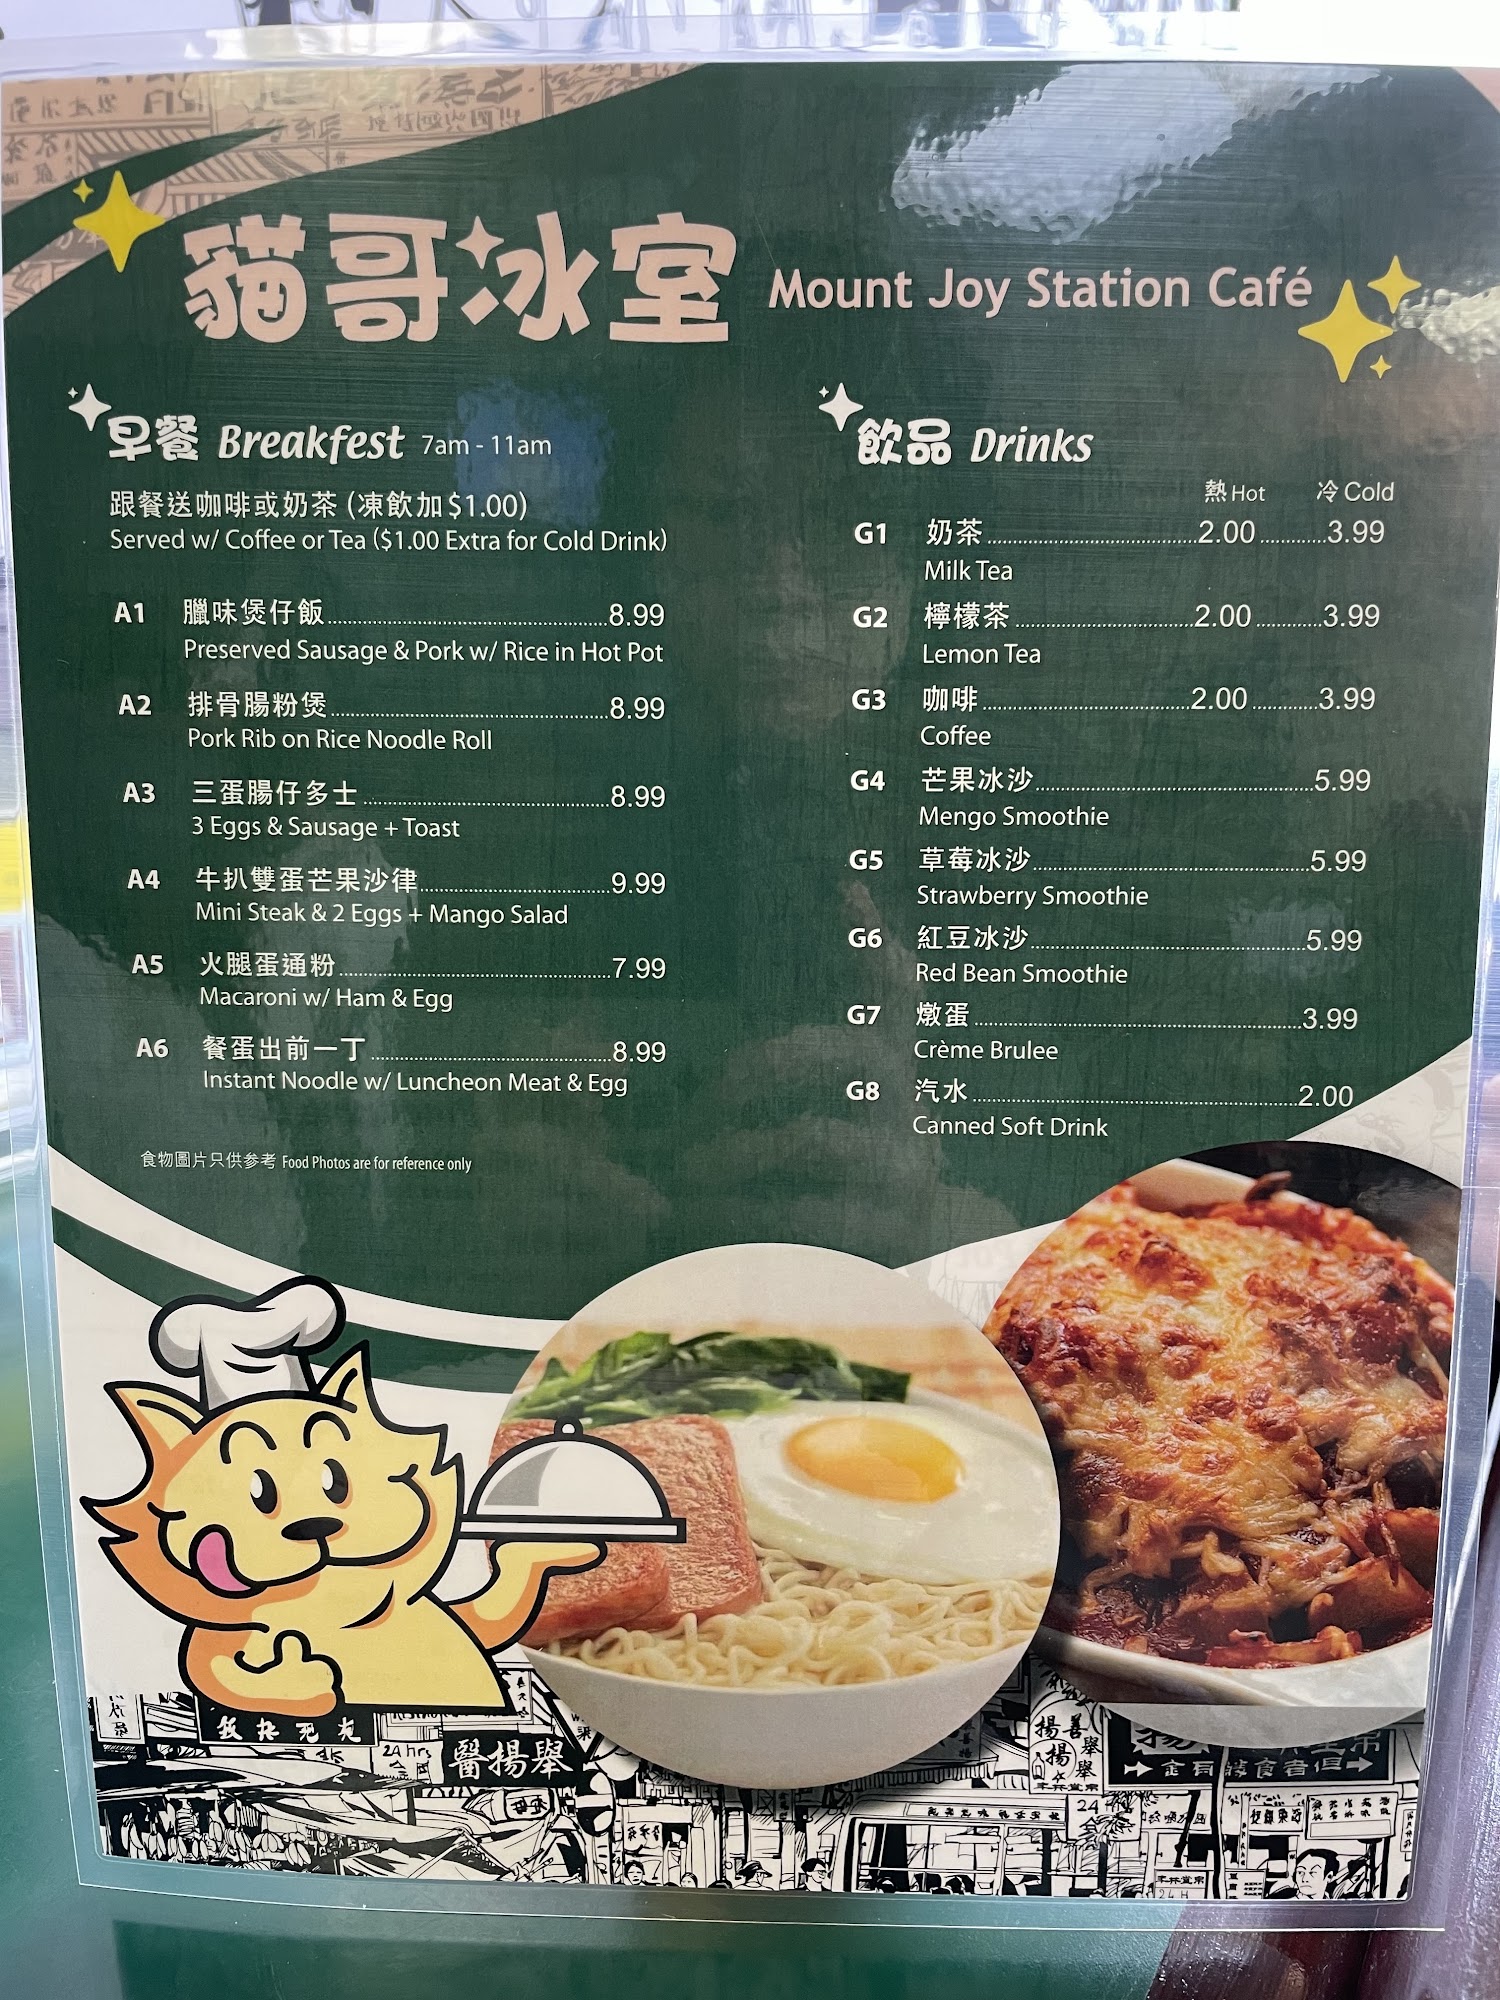 貓哥冰室 Mount Joy Station Café
早餐 Breakfest 7am - 11am
跟餐送咖啡或奶茶 (凍飲加$1.00)
Served w/ Coffee or Tea ($1.00 Extra for Cold Drink)
A1 臘味煲仔飯 8.99
Preserved Sausage & Pork w/ Rice in Hot Pot
A2 排骨腸粉煲 8.99
Pork Rib on Rice Noodle Roll
A3 三蛋腸仔多士 8.99
3 Eggs & Sausage + Toast
A4 牛扒雙蛋芒果沙律 9.99
Mini Steak & 2 Eggs + Mango Salad
A5 火腿蛋通粉 7.99
Macaroni w/ Ham & Egg
A6 餐蛋出前一丁 8.99
Instant Noodle w/ Luncheon Meat & Egg
食物圖片只供参考 Food Photos are for reference only
飲品 Drinks
熱 Hot 冷 Cold
G1 奶茶 2.00 3.99
Milk Tea
G2 檸檬茶 2.00 3.99
Lemon Tea
G3 咖啡 2.00 3.99
Coffee
G4 芒果冰沙 5.99
Mengo Smoothie
G5 草莓冰沙 5.99
Strawberry Smoothie
G6 紅豆冰沙 5.99
Red Bean Smoothie
G7 燉蛋 3.99
Crème Brulee
G8 汽水 2.00
Canned Soft Drink
24 hrs
醫揚舉
揚善
揚舉
24
24 H